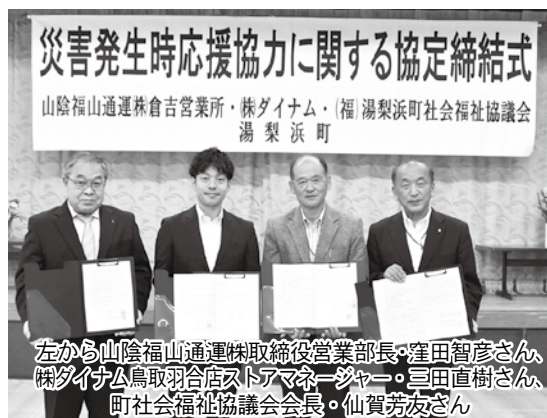 災害発生時応援協力に関する協定締結式
山陰福山通運㈱倉吉営業所・㈱ダイナム・(福)湯梨浜町社会福祉協議会
湯梨浜町
左から山陰福山通運㈱取締役営業部長・窪田智彦さん、
㈱ダイナム鳥取羽合店ストアマネージャー・三田直樹さん、
町社会福祉協議会会長・仙賀芳友さん